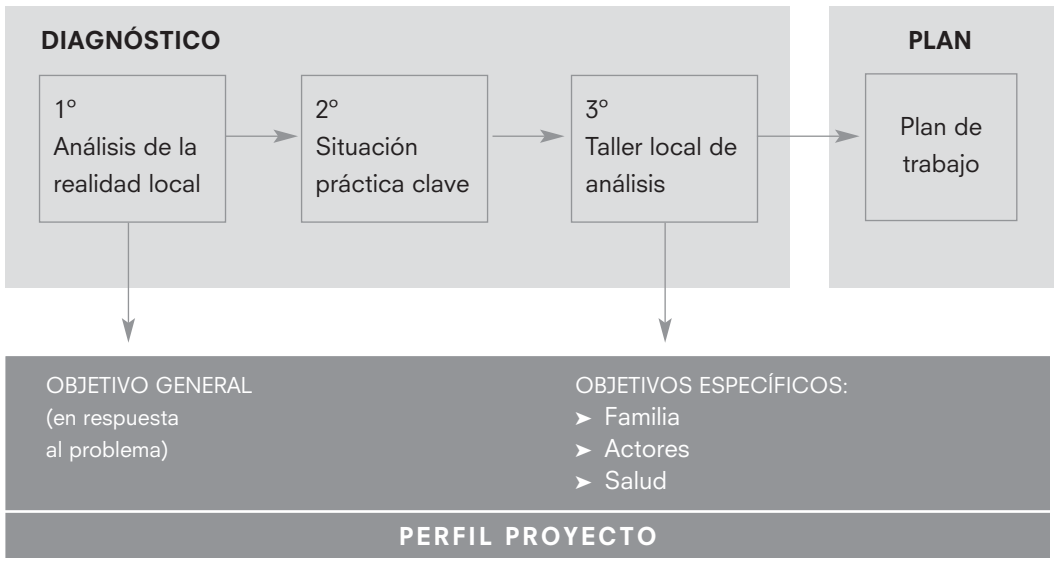 DIAGNÓSTICO
1º
Análisis de la
realidad local
2º
Situación
práctica clave
3º
Taller local de
análisis
PLAN
Plan de
trabajo
OBJETIVO GENERAL
(en respuesta
al problema)
OBJETIVOS ESPECÍFICOS:
➤ Familia
➤ Actores
➤ Salud
PERFIL PROYECTO